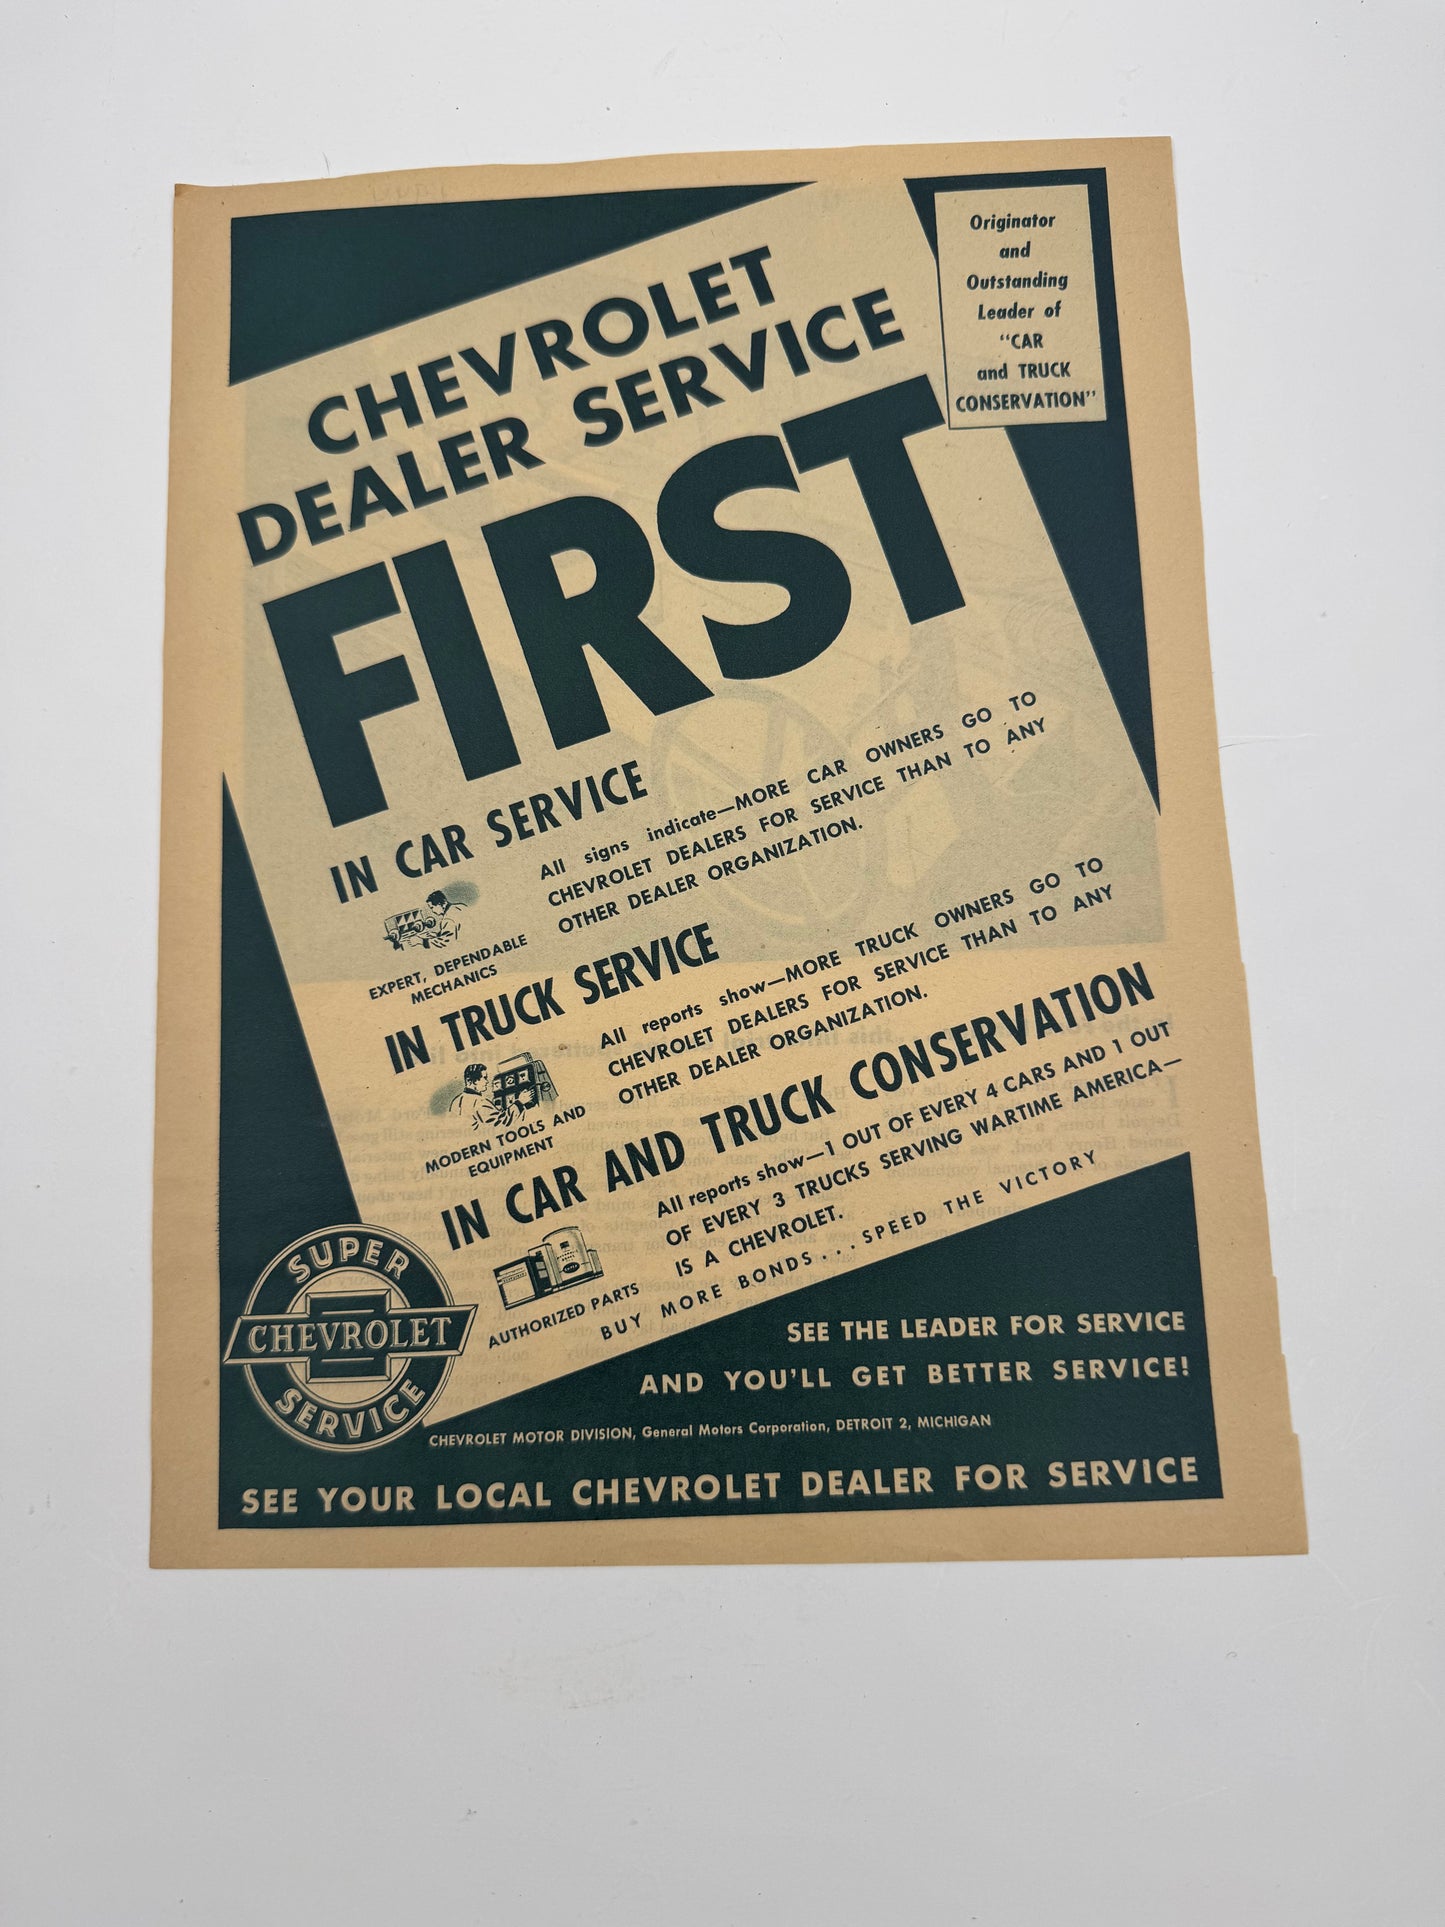 Originator
and
Outstanding
Leader of
"CAR
and TRUCK
CONSERVATION"
CHEVROLET
DEALER SERVICE
FIRST
IN CAR SERVICE
All signs indicate—MORE CAR OWNERS GO TO
CHEVROLET DEALERS FOR SERVICE THAN TO ANY
OTHER DEALER ORGANIZATION.
EXPERT, DEPENDABLE
MECHANICS
IN TRUCK SERVICE
All reports show—MORE TRUCK OWNERS GO TO
CHEVROLET DEALERS FOR SERVICE THAN TO ANY
OTHER DEALER ORGANIZATION.
MODERN TOOLS AND
EQUIPMENT
IN CAR AND TRUCK CONSERVATION
All reports show—1 OUT OF EVERY 4 CARS AND 1 OUT
OF EVERY 3 TRUCKS SERVING WARTIME AMERICA—
IS A CHEVROLET.
AUTHORIZED PARTS
BUY MORE BONDS...SPEED THE VICTORY
SUPER
CHEVROLET
SERVICE
SEE THE LEADER FOR SERVICE
AND YOU'LL GET BETTER SERVICE!
CHEVROLET MOTOR DIVISION, General Motors Corporation, DETROIT 2, MICHIGAN
SEE YOUR LOCAL CHEVROLET DEALER FOR SERVICE